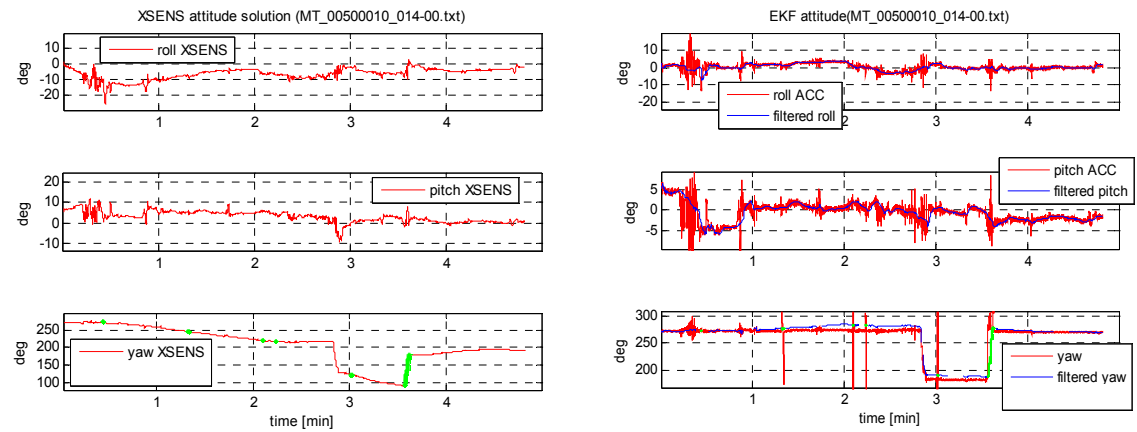 XSENS attitude solution (MT_00500010_014-00.txt)
10
0
-10
-20
deg
roll XSENS
1
2
3
4
20
10
0
10
deg
pitch XSENS
1
2
3
4
250
200
150
100
deg
yaw XSENS
1
2
3
4
time [min]
EKF attitude(MT_00500010_014-00.txt)
10
0
-10
-20
deg
roll ACC
filtered roll
1
2
3
4
5
0
-5
deg
pitch ACC
filtered pitch
1
2
3
4
300
250
200
deg
yaw
filtered yaw
1
2
3
4
time [min]